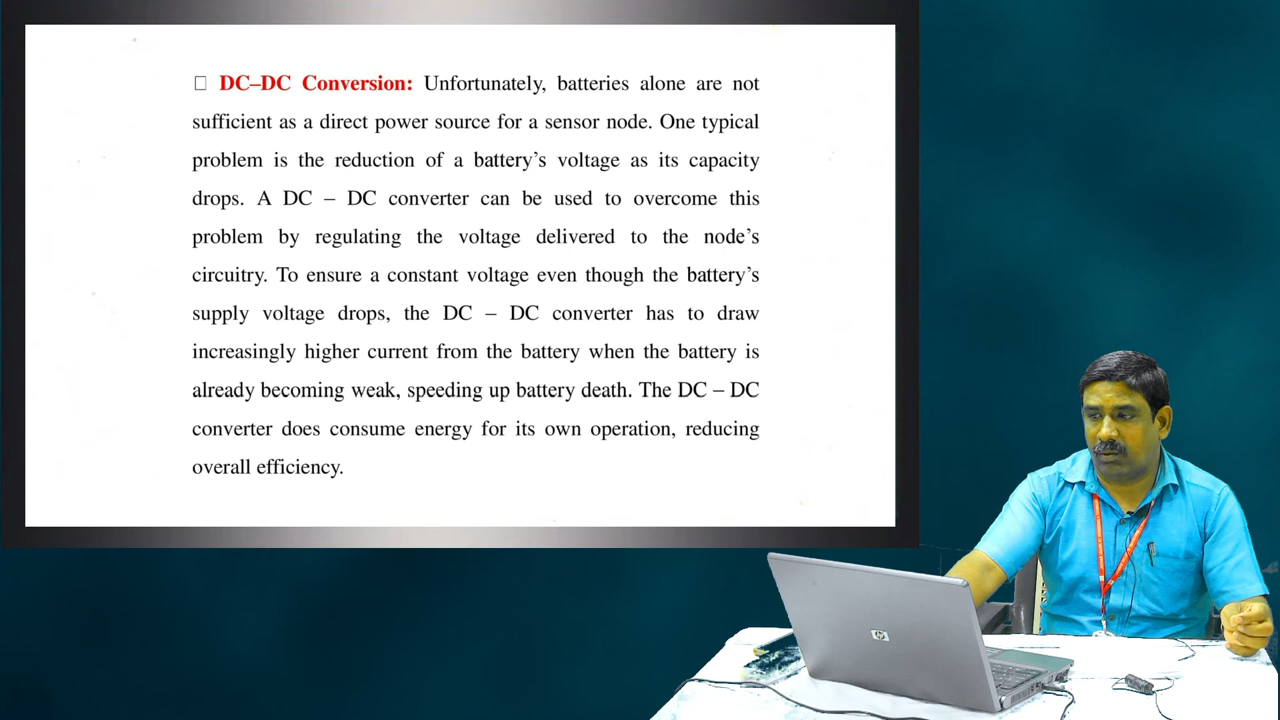 □ DC–DC Conversion: Unfortunately, batteries alone are not
sufficient as a direct power source for a sensor node. One typical
problem is the reduction of a battery’s voltage as its capacity
drops. A DC – DC converter can be used to overcome this
problem by regulating the voltage delivered to the node’s
circuitry. To ensure a constant voltage even though the battery’s
supply voltage drops, the DC – DC converter has to draw
increasingly higher current from the battery when the battery is
already becoming weak, speeding up battery death. The DC – DC
converter does consume energy for its own operation, reducing
overall efficiency.
hp